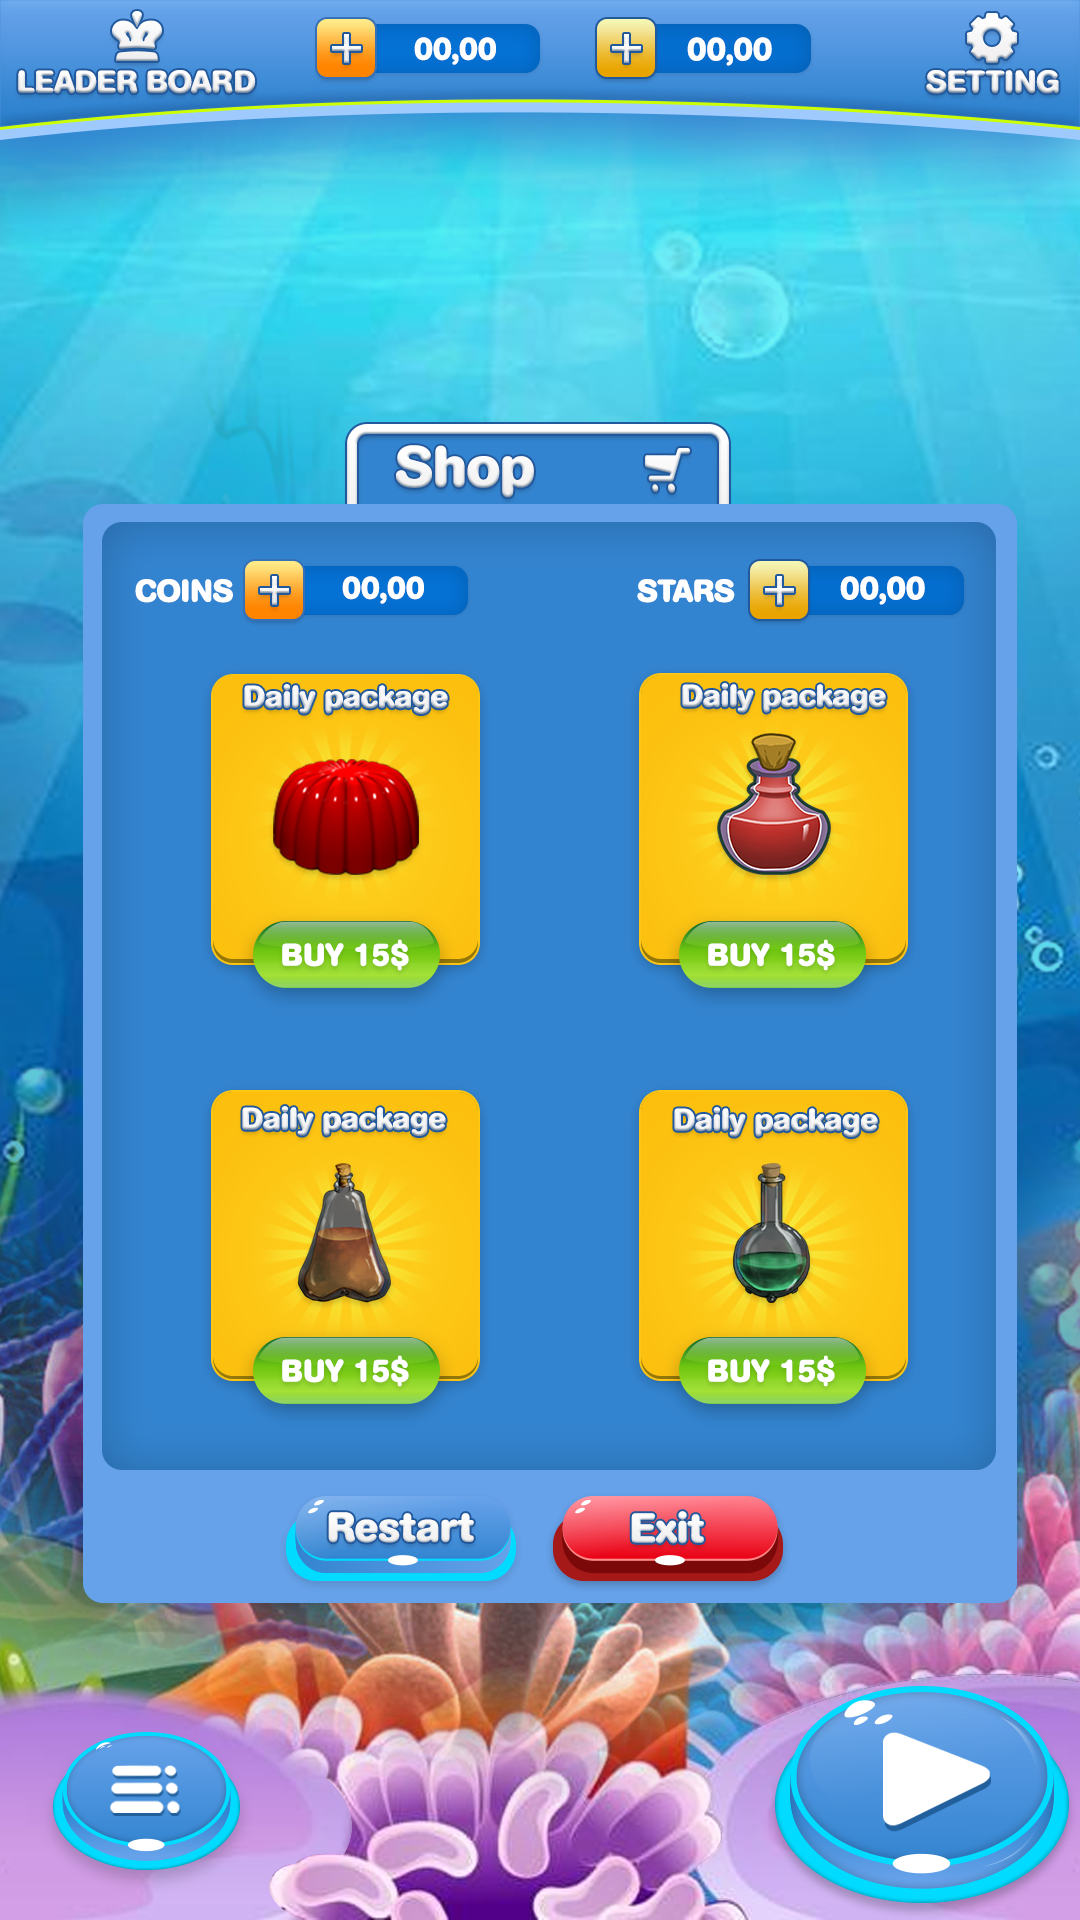 LEADER BOARD
00,00
00,00
SETTING
Shop
COINS 00,00
STARS 00,00
Daily package
Daily package
BUY 15$
BUY 15$
Daily package
Daily package
BUY 15$
BUY 15$
Restart
Exit